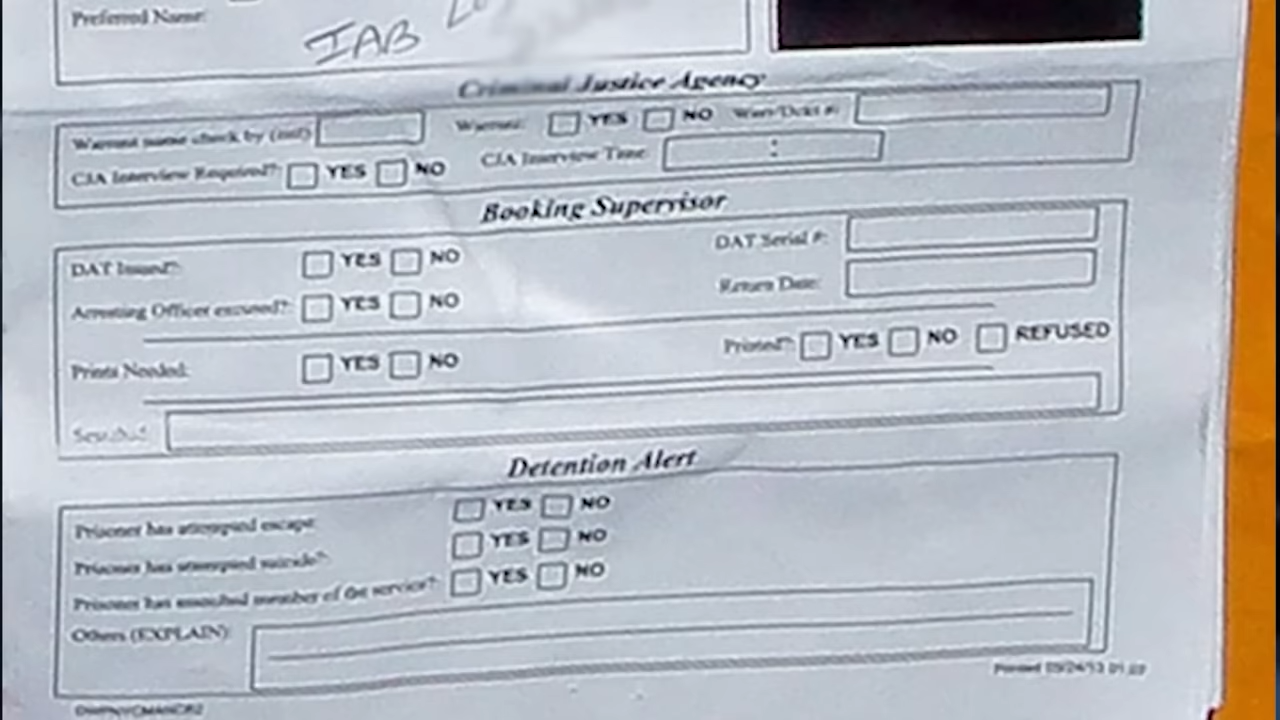 Preferred Name:
IAB
Criminal Justice Agency
Warrant name check by (init) Warrant: YES NO Warr/Dckt #:
CJA Interview Required?: YES NO CJA Interview Time: :
Booking Supervisor
DAT Issued?: YES NO DAT Serial #:
Arresting Officer excused?: YES NO Return Date:
Prints Needed: YES NO Printed?: YES NO REFUSED
Detention Alert
Prisoner has attempted escape YES NO
Prisoner has attempted suicide?: YES NO
Prisoner has assaulted member of the service?: YES NO
Others (EXPLAIN):
Printed